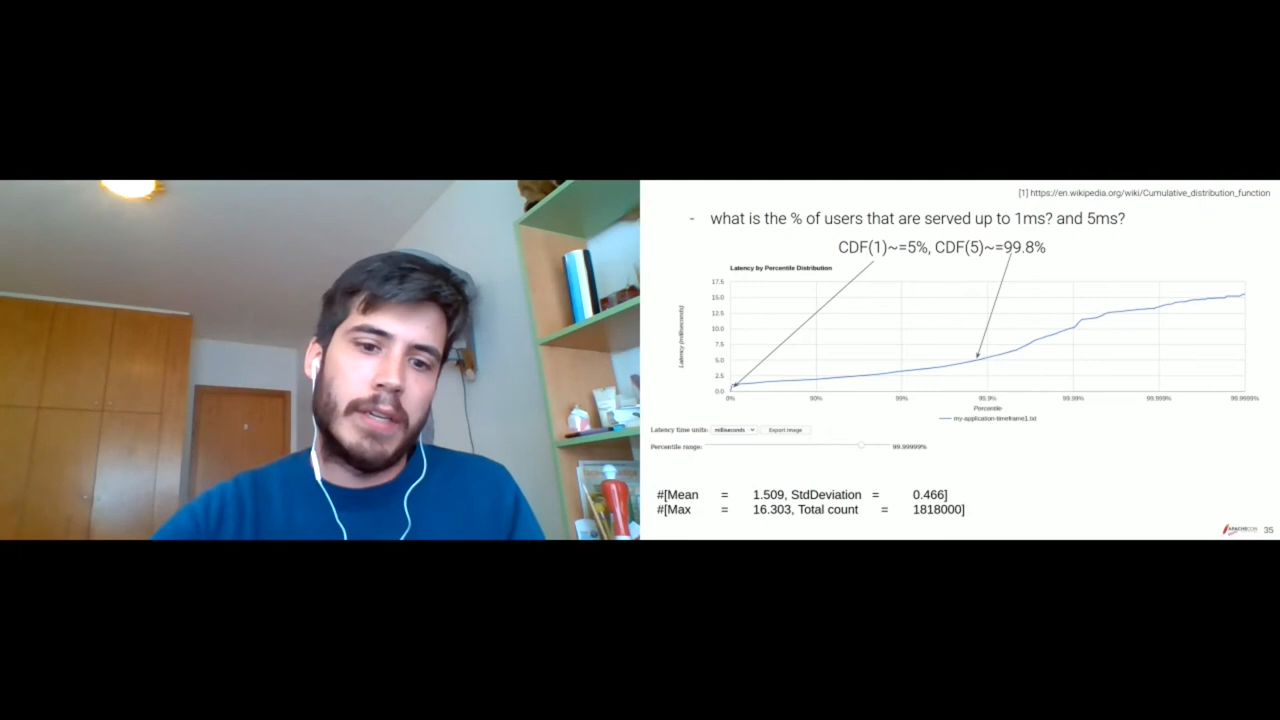 [1] https://en.wikipedia.org/wiki/Cumulative_distribution_function
- what is the % of users that are served up to 1ms? and 5ms?
CDF(1)~=5%, CDF(5)~=99.8%
Latency by Percentile Distribution
17.5
15.0
12.5
10.0
7.5
5.0
2.5
0.0
Latency (milliseconds)
0% 90% 99% 99.9% 99.99% 99.999% 99.9999%
Percentile
my-application-timeframe1.txt
Latency time units: milliseconds Export Image
Percentile range: 99.99999%
#[Mean = 1.509, StdDeviation = 0.466]
#[Max = 16.303, Total count = 1818000]
APACHECON 35